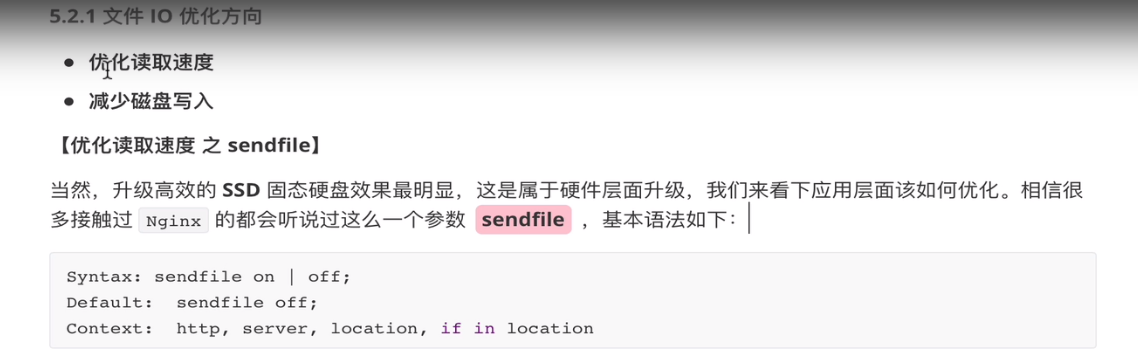 5.2.1 文件 IO 优化方向
优化读取速度
减少磁盘写入
【优化读取速度 之 sendfile】
当然，升级高效的 SSD 固态硬盘效果最明显，这是属于硬件层面升级，我们来看下应用层面该如何优化。相信很
多接触过 Nginx 的都会听说过这么一个参数 sendfile ，基本语法如下：
Syntax: sendfile on | off;
Default:  sendfile off;
Context:  http, server, location, if in location